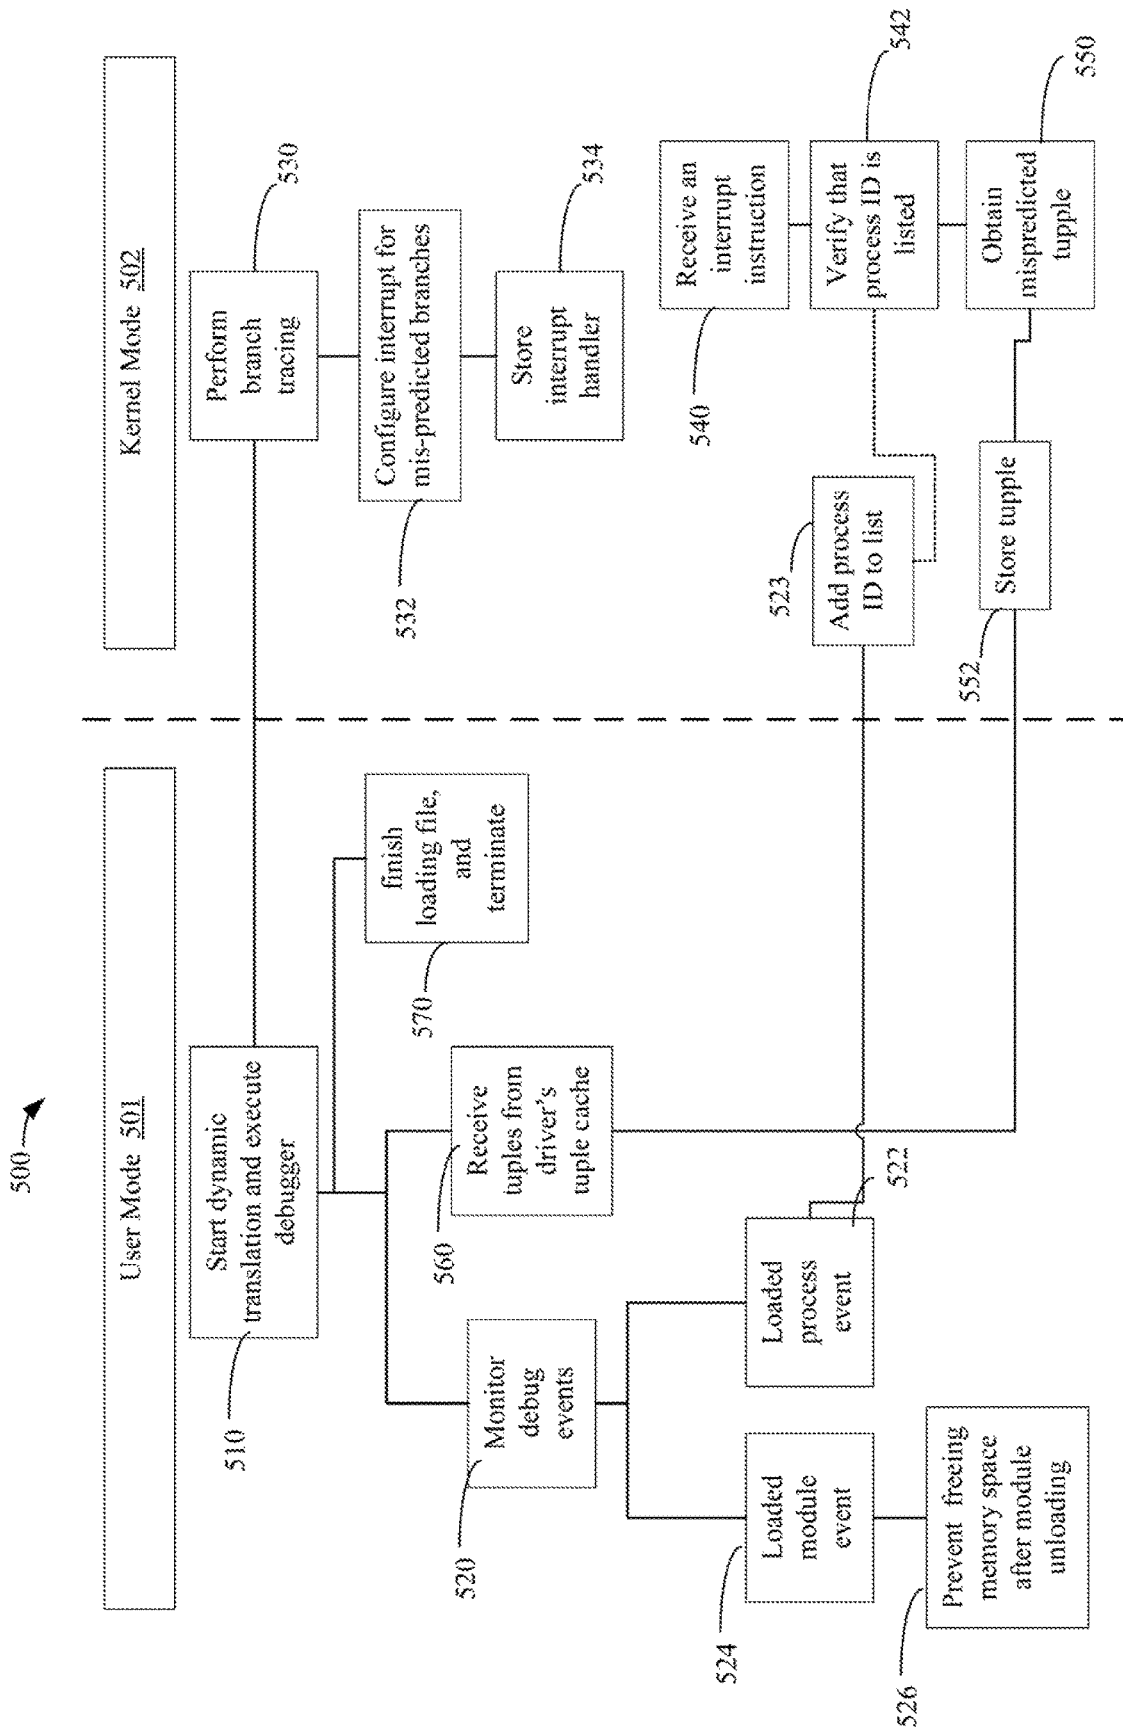 500
User Mode 501
Kernel Mode 502
Start dynamic
translation and execute
debugger
510
Perform
branch
tracing
530
finish
loading file,
and
terminate
570
Configure interrupt for
mis-predicted branches
532
Receive
tuples from
driver's
tuple cache
560
Store
interrupt
handler
534
Monitor
debug
events
520
Receive an
interrupt
instruction
540
Loaded
module
event
524
Loaded
process
event
522
Add process
ID to list
523
Verify that
process ID is
listed
542
Prevent freeing
memory space
after module
unloading
526
Store tupple
552
Obtain
mispredicted
tupple
550